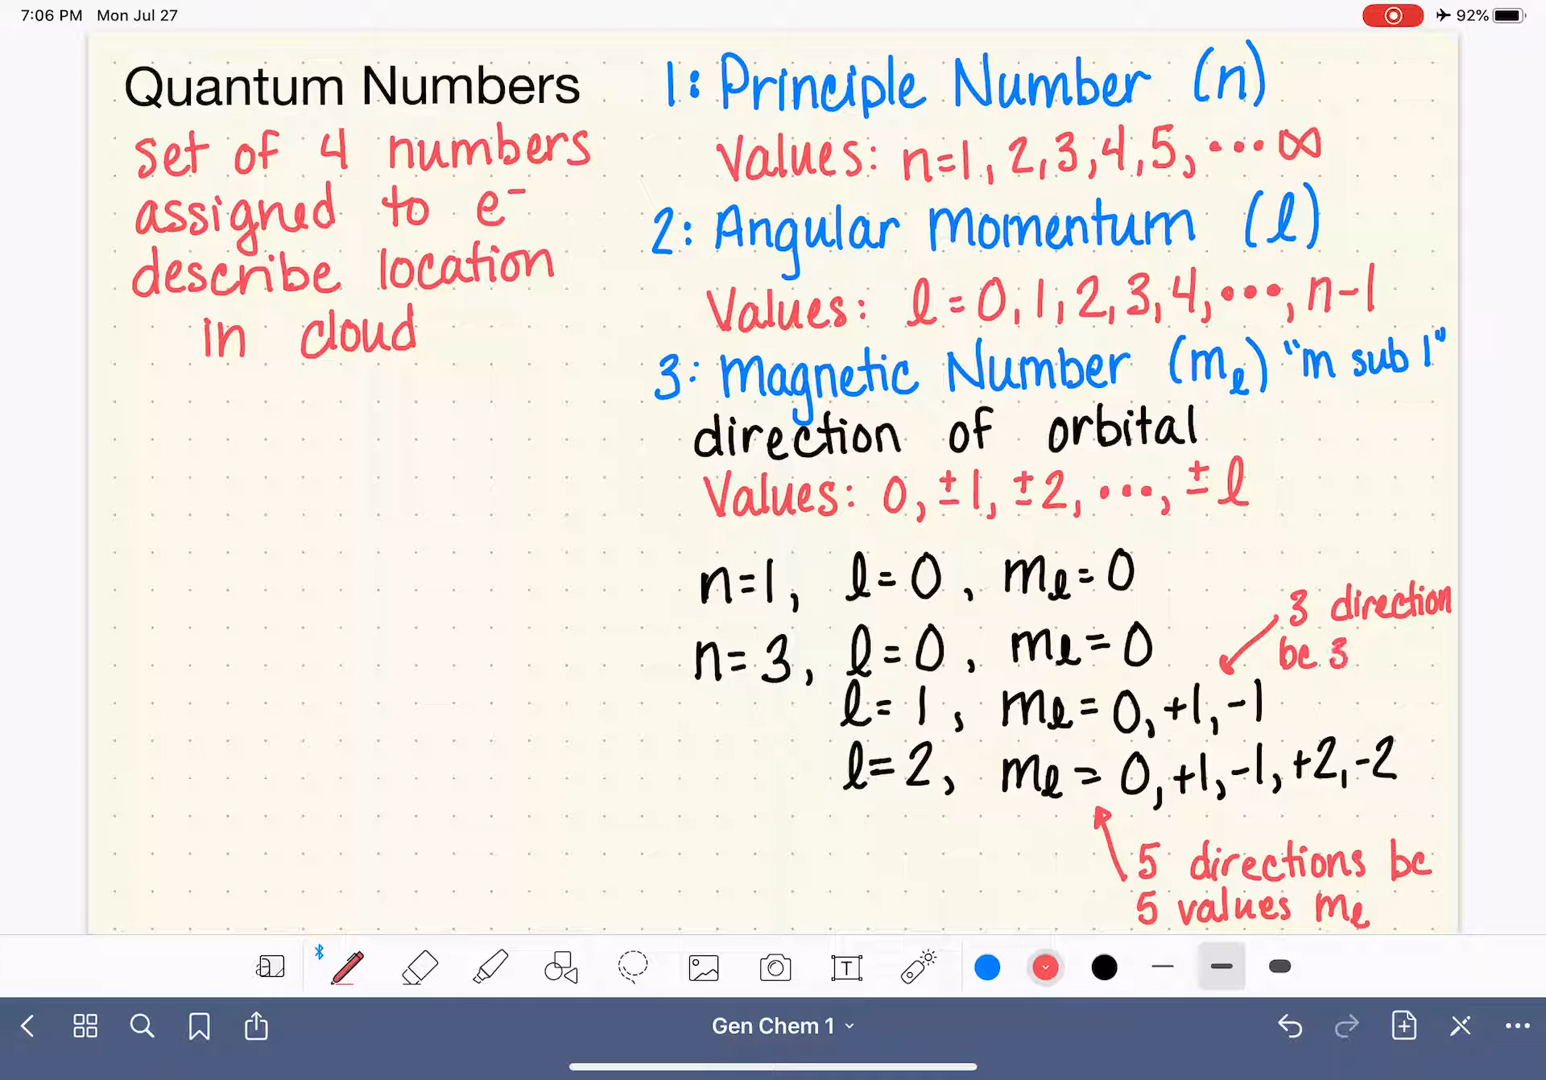 7:06 PM Mon Jul 27
92%
Quantum Numbers
set of 4 numbers
assigned to e⁻
describe location
in cloud
1: Principle Number (n)
Values: n=1, 2, 3, 4, 5, ... ∞
2: Angular Momentum (ℓ)
Values: ℓ = 0, 1, 2, 3, 4, ..., n-1
3: Magnetic Number (mℓ) "m sub l"
direction of orbital
Values: 0, ±1, ±2, ..., ±ℓ
n=1, ℓ=0, mℓ=0
n=3, ℓ=0, mℓ=0
ℓ=1, mℓ=0,+1,-1
ℓ=2, mℓ=0,+1,-1,+2,-2
3 direction
bc 3
5 directions bc
5 values mℓ
T
Gen Chem 1